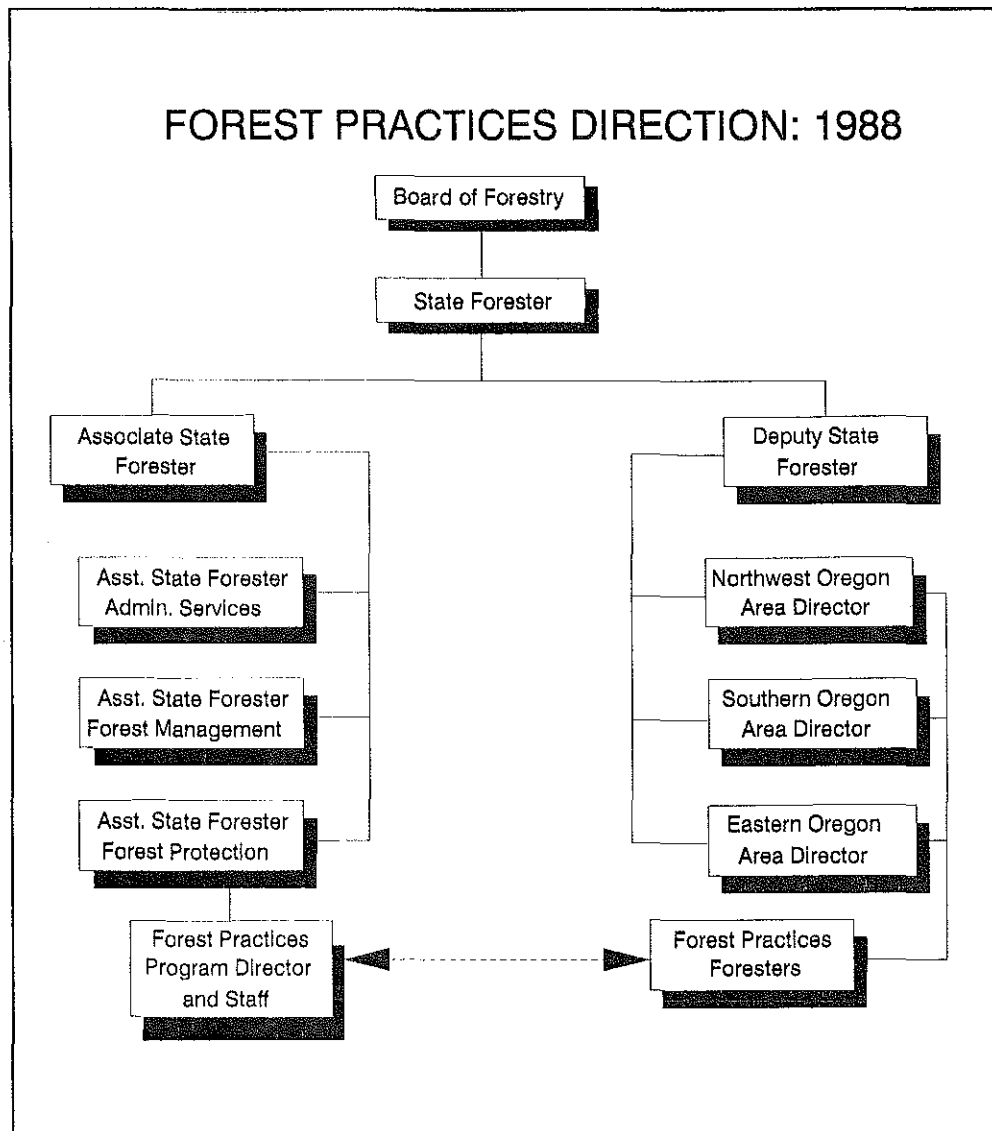 FOREST PRACTICES DIRECTION: 1988
Board of Forestry
State Forester
Associate State
Forester
Deputy State
Forester
Asst. State Forester
Admin. Services
Northwest Oregon
Area Director
Asst. State Forester
Forest Management
Southern Oregon
Area Director
Asst. State Forester
Forest Protection
Eastern Oregon
Area Director
Forest Practices
Program Director
and Staff
Forest Practices
Foresters